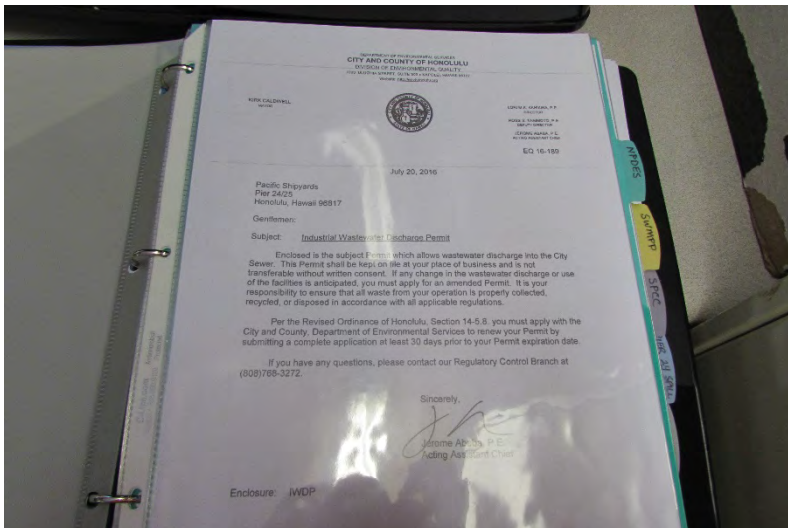 DEPARTMENT OF ENVIRONMENTAL SERVICES
CITY AND COUNTY OF HONOLULU
DIVISION OF ENVIRONMENTAL QUALITY
KIRK CALDWELL
MAYOR
DIRECTOR
DEPUTY DIRECTOR
EQ 16-180
July 20, 2016
Pacific Shipyards
Pier 24/25
Honolulu, Hawaii 96817
Gentlemen:
Subject: Industrial Wastewater Discharge Permit
Enclosed is the subject Permit which allows wastewater discharge into the City
Sewer. This Permit shall be kept on file at your place of business and is not
transferable without written consent. If any change in the wastewater discharge or use
of the facilities is anticipated, you must apply for an amended Permit. It is your
responsibility to ensure that all waste from your operation is properly collected,
recycled, or disposed in accordance with all applicable regulations.
Per the Revised Ordinance of Honolulu, Section 14-5.8, you must apply with the
City and County, Department of Environmental Services to renew your Permit by
submitting a complete application at least 30 days prior to your Permit expiration date.
If you have any questions, please contact our Regulatory Control Branch at
(808)768-3272.
Sincerely,
Jerome
Acting Assistant Chief
Enclosure: IWDP
NPDES
SWMPP
SPCC